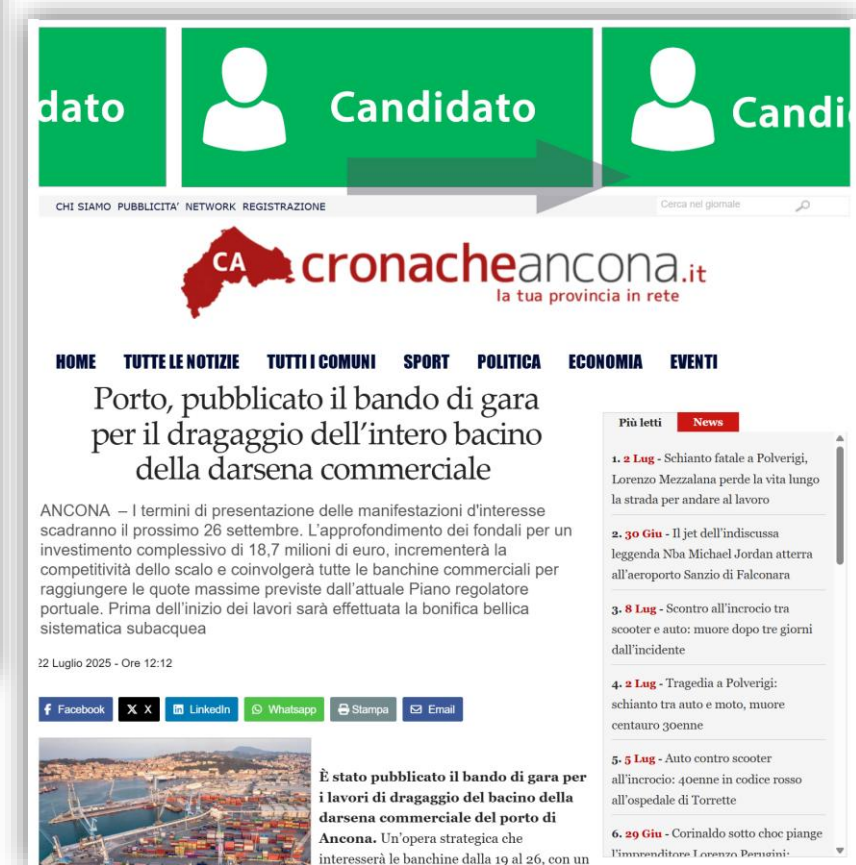 dato
Candidato
Candi
CHI SIAMO PUBBLICITA' NETWORK REGISTRAZIONE
Cerca nel giornale
CA
cronacheancona.it
la tua provincia in rete
HOME TUTTE LE NOTIZIE TUTTI I COMUNI SPORT POLITICA ECONOMIA EVENTI
Porto, pubblicato il bando di gara
per il dragaggio dell'intero bacino
della darsena commerciale
ANCONA – I termini di presentazione delle manifestazioni d'interesse
scadranno il prossimo 26 settembre. L'approfondimento dei fondali per un
investimento complessivo di 18,7 milioni di euro, incrementerà la
competitività dello scalo e coinvolgerà tutte le banchine commerciali per
raggiungere le quote massime previste dall'attuale Piano regolatore
portuale. Prima dell'inizio dei lavori sarà effettuata la bonifica bellica
sistematica subacquea
22 Luglio 2025 - Ore 12:12
Facebook X LinkedIn Whatsapp Stampa Email
È stato pubblicato il bando di gara per
i lavori di dragaggio del bacino della
darsena commerciale del porto di
Ancona. Un'opera strategica che
interesserà le banchine dalla 19 al 26, con un
Più letti News
1. 2 Lug - Schianto fatale a Polverigi,
Lorenzo Mezzalana perde la vita lungo
la strada per andare al lavoro
2. 30 Giu - Il jet dell'indiscussa
leggenda Nba Michael Jordan atterra
all'aeroporto Sanzio di Falconara
3. 8 Lug - Scontro all'incrocio tra
scooter e auto: muore dopo tre giorni
dall'incidente
4. 2 Lug - Tragedia a Polverigi:
schianto tra auto e moto, muore
centauro 30enne
5. 5 Lug - Auto contro scooter
all'incrocio: 40enne in codice rosso
all'ospedale di Torrette
6. 29 Giu - Corinaldo sotto choc piange
l'imprenditore Lorenzo Perugini: